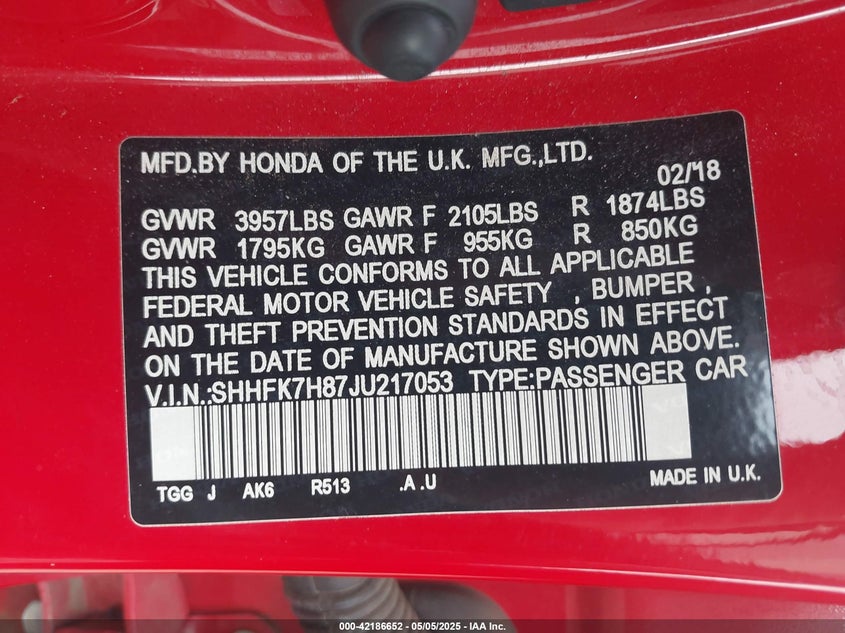 MFD.BY HONDA OF THE U.K. MFG.,LTD.
02/'18
GVWR 3957LBS GAWR F 2105LBS R 1874LBS
GVWR 1795KG GAWR F 955KG R 850KG
THIS VEHICLE CONFORMS TO ALL APPLICABLE
FEDERAL MOTOR VEHICLE SAFETY , BUMPER ,
AND THEFT PREVENTION STANDARDS IN EFFECT
ON THE DATE OF MANUFACTURE SHOWN ABOVE.
V.I.N.:SHHFK7H87JU217053 TYPE:PASSENGER CAR
TGG J AK6 R513 .A .U MADE IN U.K.
000-42186652 - 05/05/2025 - IAA Inc.